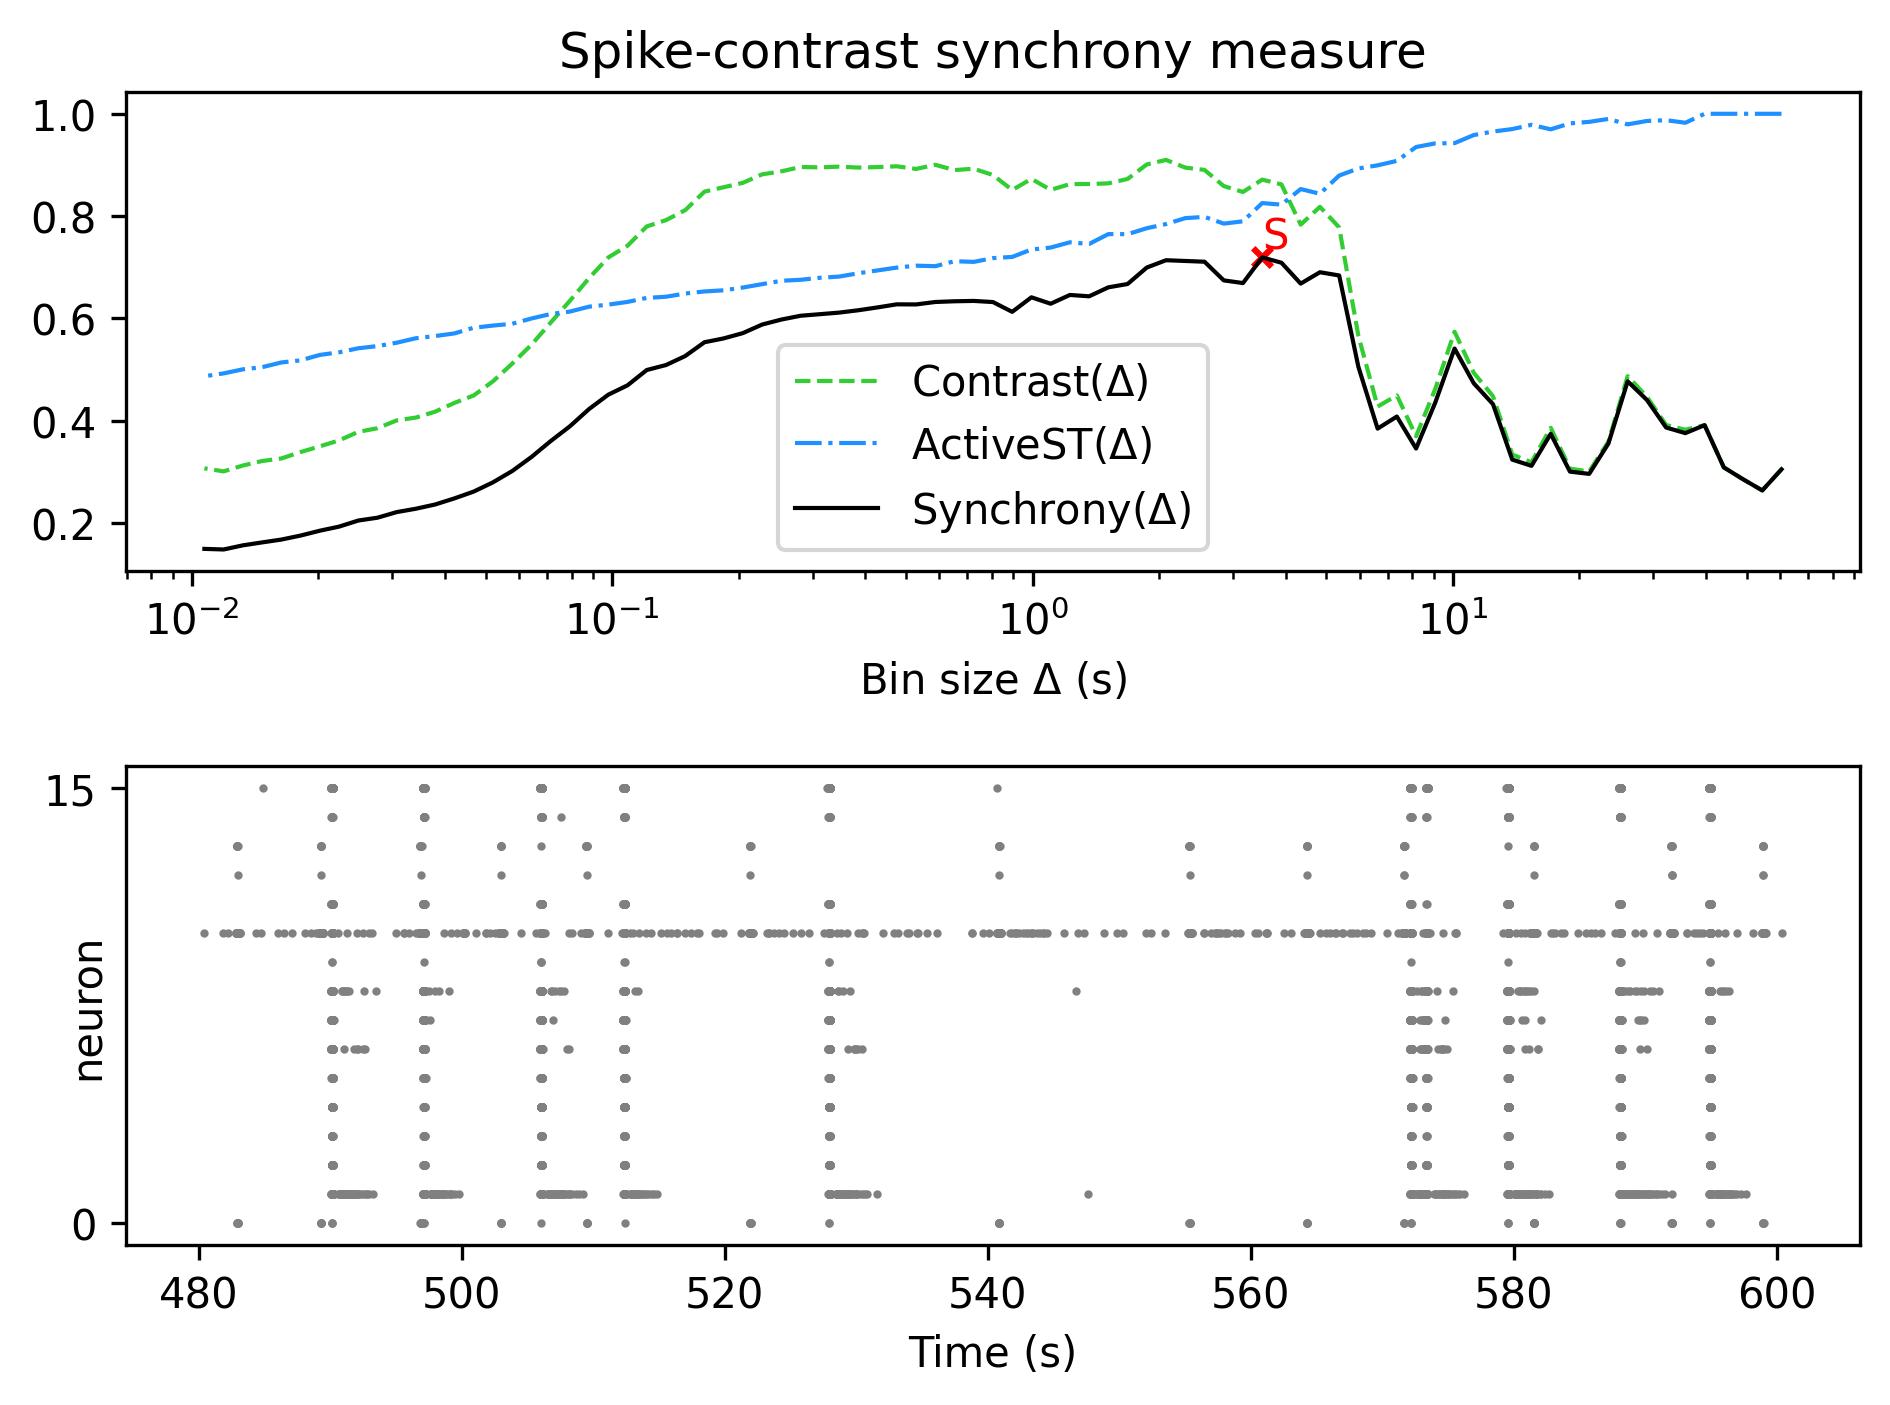 Spike-contrast synchrony measure
1.0
0.8
0.6
0.4
0.2
S
Contrast(Δ)
ActiveST(Δ)
Synchrony(Δ)
10⁻² 10⁻¹ 10⁰ 10¹
Bin size Δ (s)
15
0
neuron
480 500 520 540 560 580 600
Time (s)